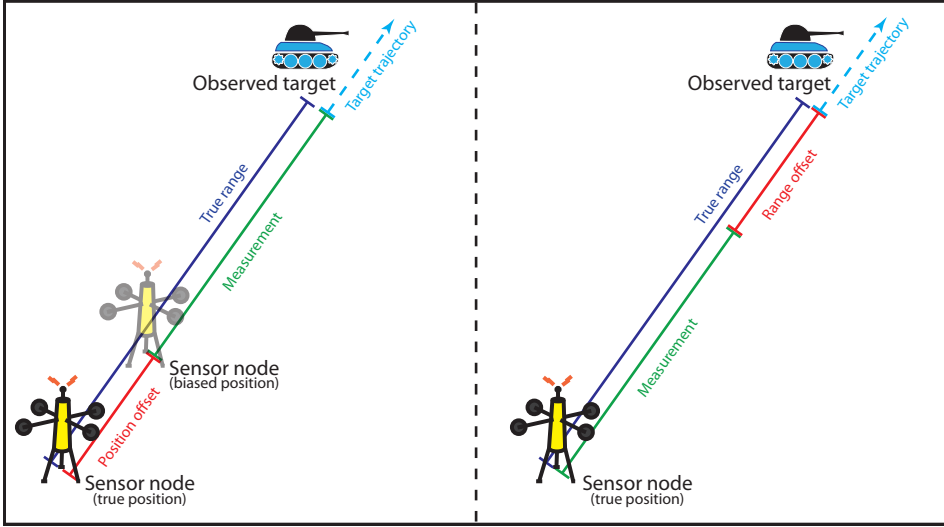 Observed target
Target trajectory
True range
Measurement
Sensor node
(biased position)
Position offset
Sensor node
(true position)
Observed target
Target trajectory
True range
Range offset
Measurement
Sensor node
(true position)